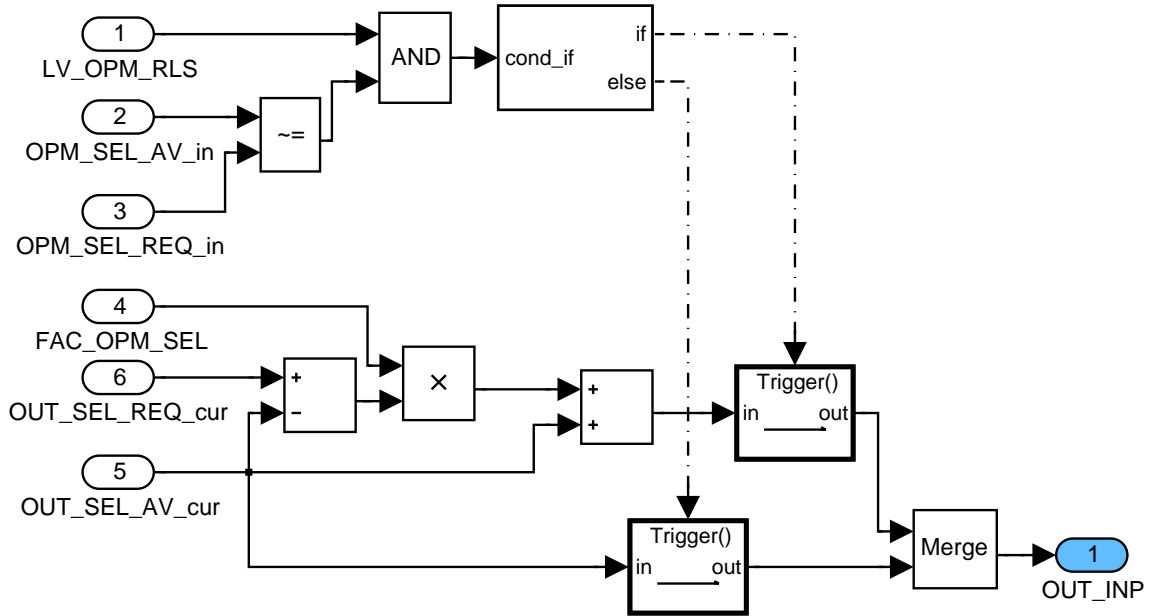 1
LV_OPM_RLS
2
OPM_SEL_AV_in
3
OPM_SEL_REQ_in
~=
AND
cond_if
if
else
4
FAC_OPM_SEL
6
OUT_SEL_REQ_cur
5
OUT_SEL_AV_cur
+
−
×
+
+
Trigger()
in
out
Trigger()
in
out
Merge
1
OUT_INP